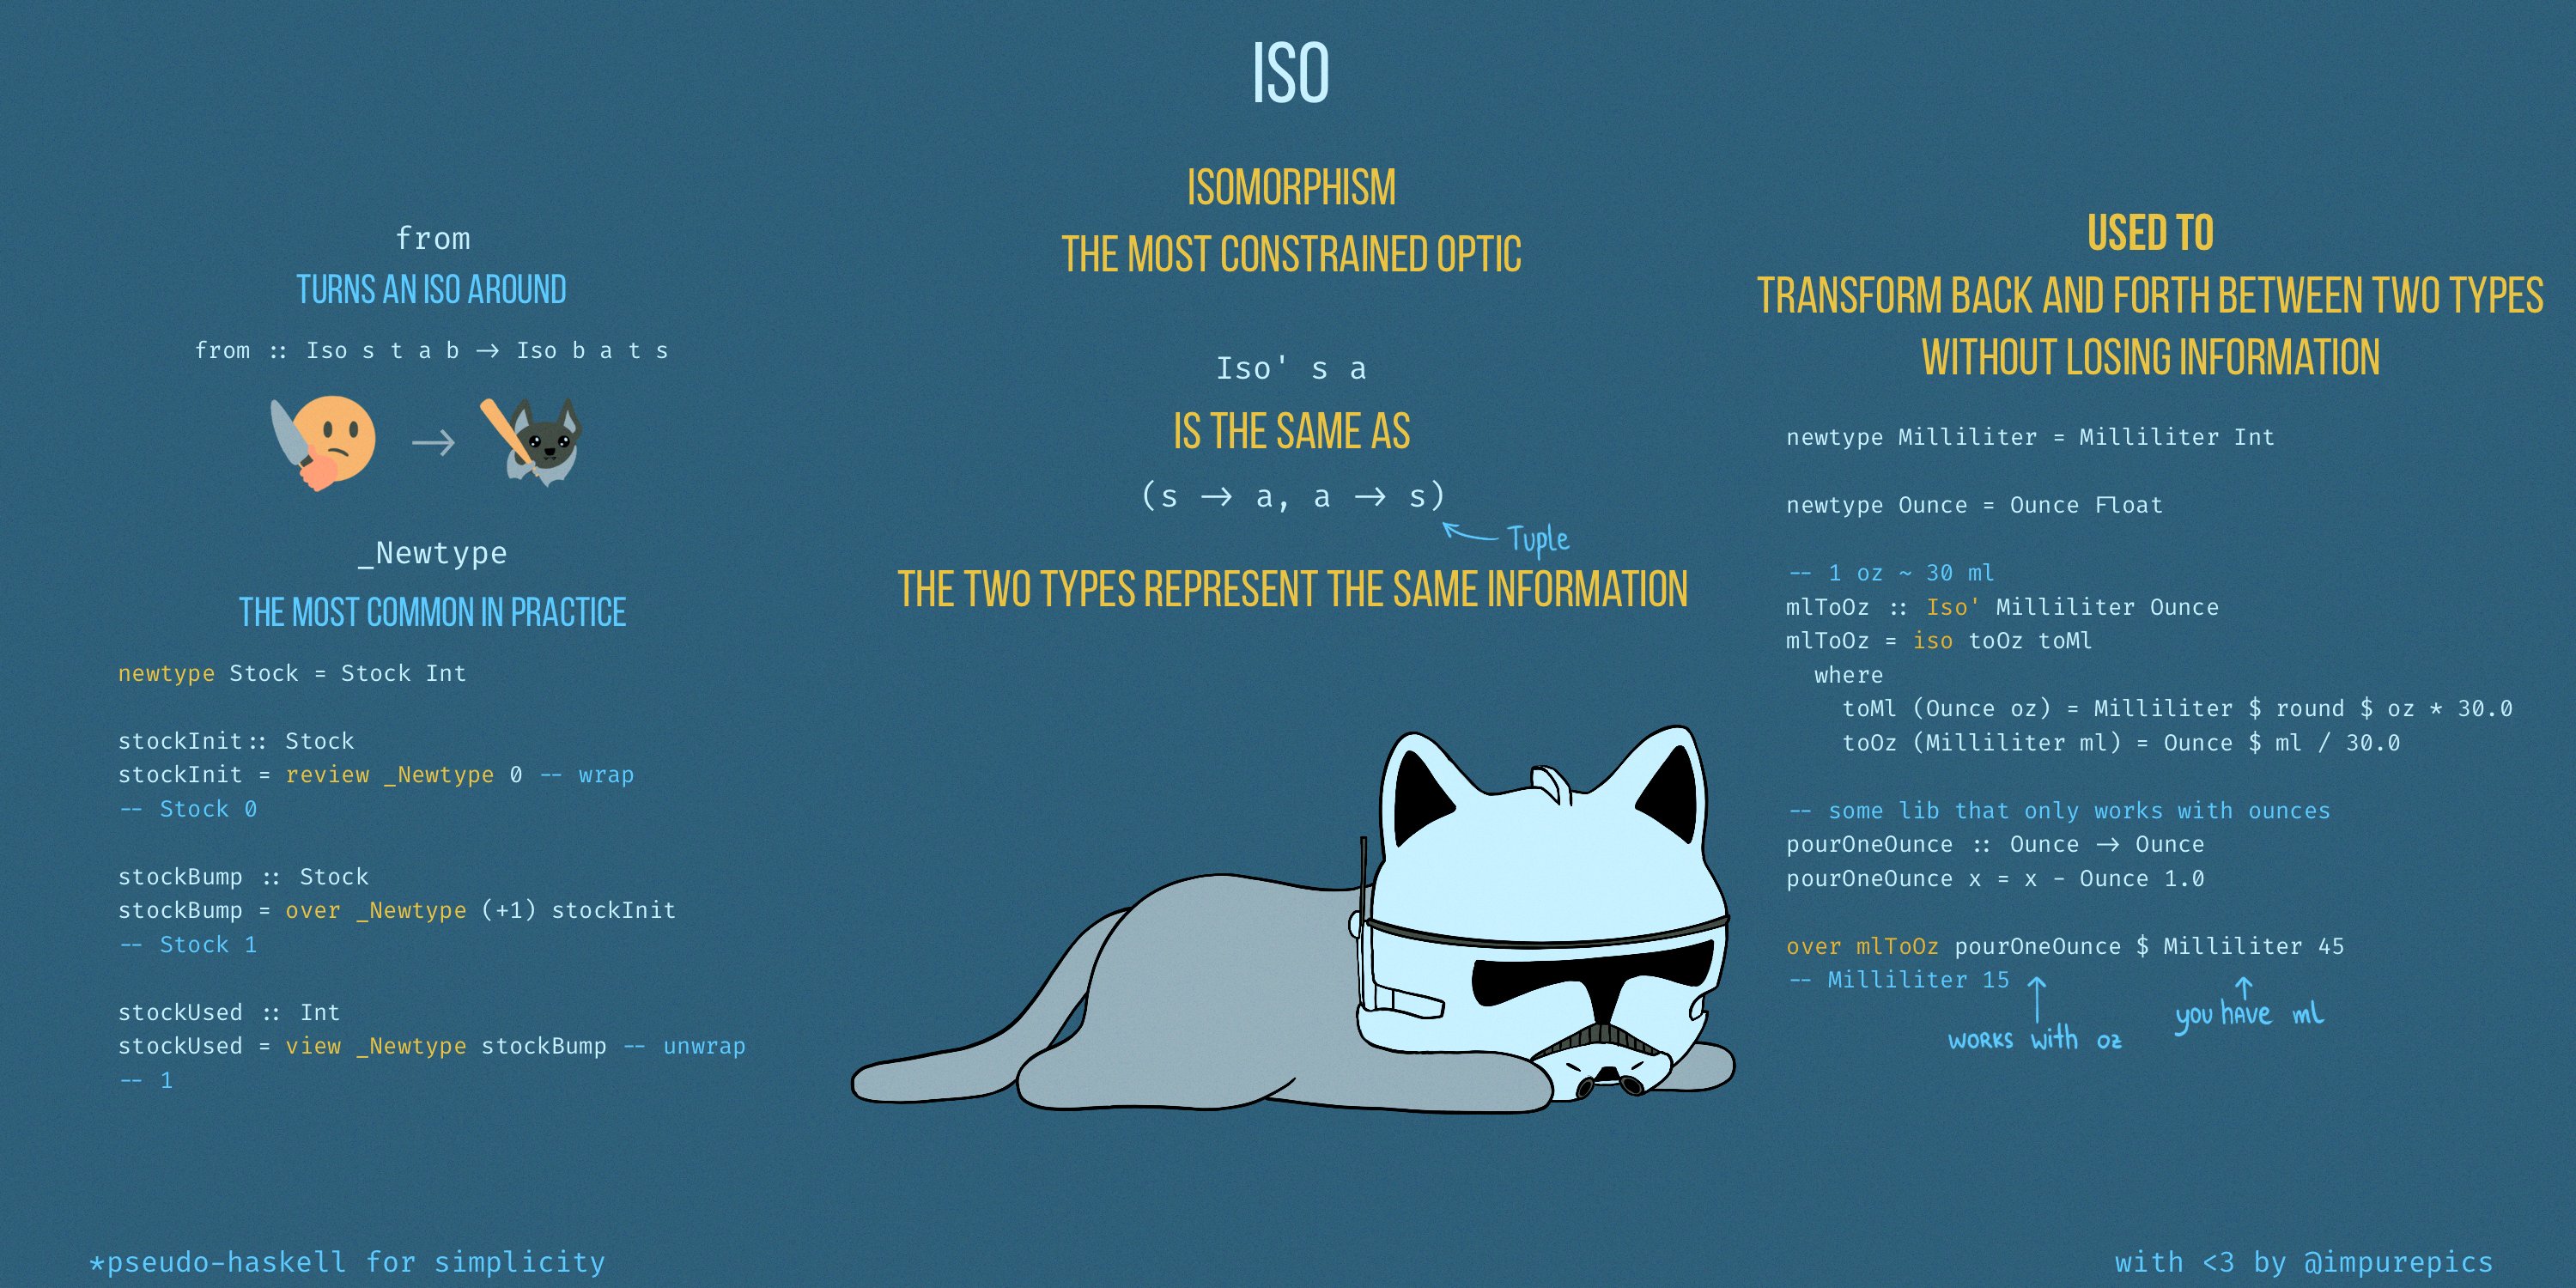 ISO
from
TURNS AN ISO AROUND
from :: Iso s t a b → Iso b a t s
→
_Newtype
THE MOST COMMON IN PRACTICE
newtype Stock = Stock Int
stockInit :: Stock
stockInit = review _Newtype 0 -- wrap
-- Stock 0
stockBump :: Stock
stockBump = over _Newtype (+1) stockInit
-- Stock 1
stockUsed :: Int
stockUsed = view _Newtype stockBump -- unwrap
-- 1
ISOMORPHISM
THE MOST CONSTRAINED OPTIC
Iso' s a
IS THE SAME AS
(s → a, a → s)
Tuple
THE TWO TYPES REPRESENT THE SAME INFORMATION
USED TO
TRANSFORM BACK AND FORTH BETWEEN TWO TYPES
WITHOUT LOSING INFORMATION
newtype Milliliter = Milliliter Int
newtype Ounce = Ounce Float
-- 1 oz ~ 30 ml
mlToOz :: Iso' Milliliter Ounce
mlToOz = iso toOz toMl
where
toMl (Ounce oz) = Milliliter $ round $ oz * 30.0
toOz (Milliliter ml) = Ounce $ ml / 30.0
-- some lib that only works with ounces
pourOneOunce :: Ounce → Ounce
pourOneOunce x = x - Ounce 1.0
over mlToOz pourOneOunce $ Milliliter 45
-- Milliliter 15
works with oz
you have ml
*pseudo-haskell for simplicity
with <3 by @impurepics